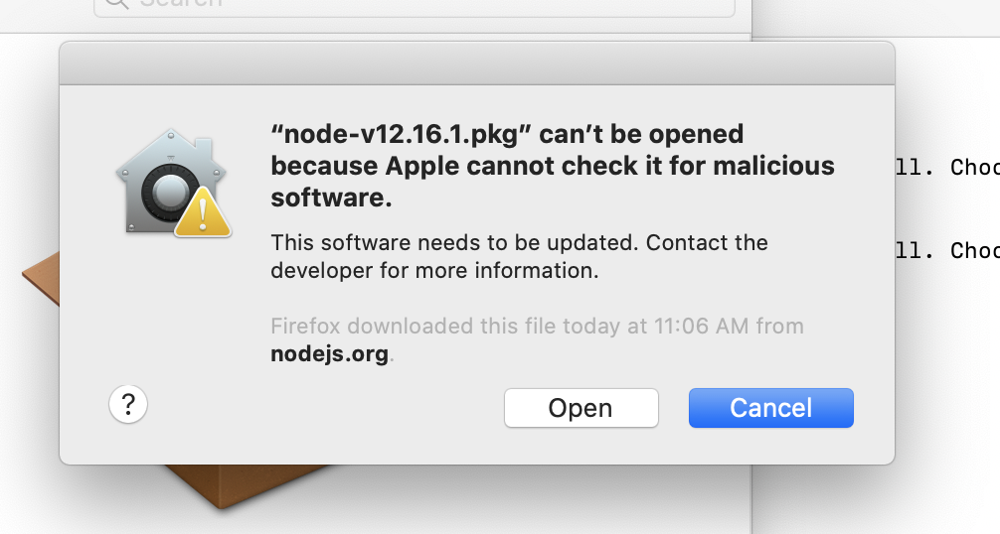 Search
“node-v12.16.1.pkg” can’t be opened
because Apple cannot check it for malicious
software.
This software needs to be updated. Contact the
developer for more information.
Firefox downloaded this file today at 11:06 AM from
nodejs.org.
?
Open
Cancel
ll. Choo
ll. Choo